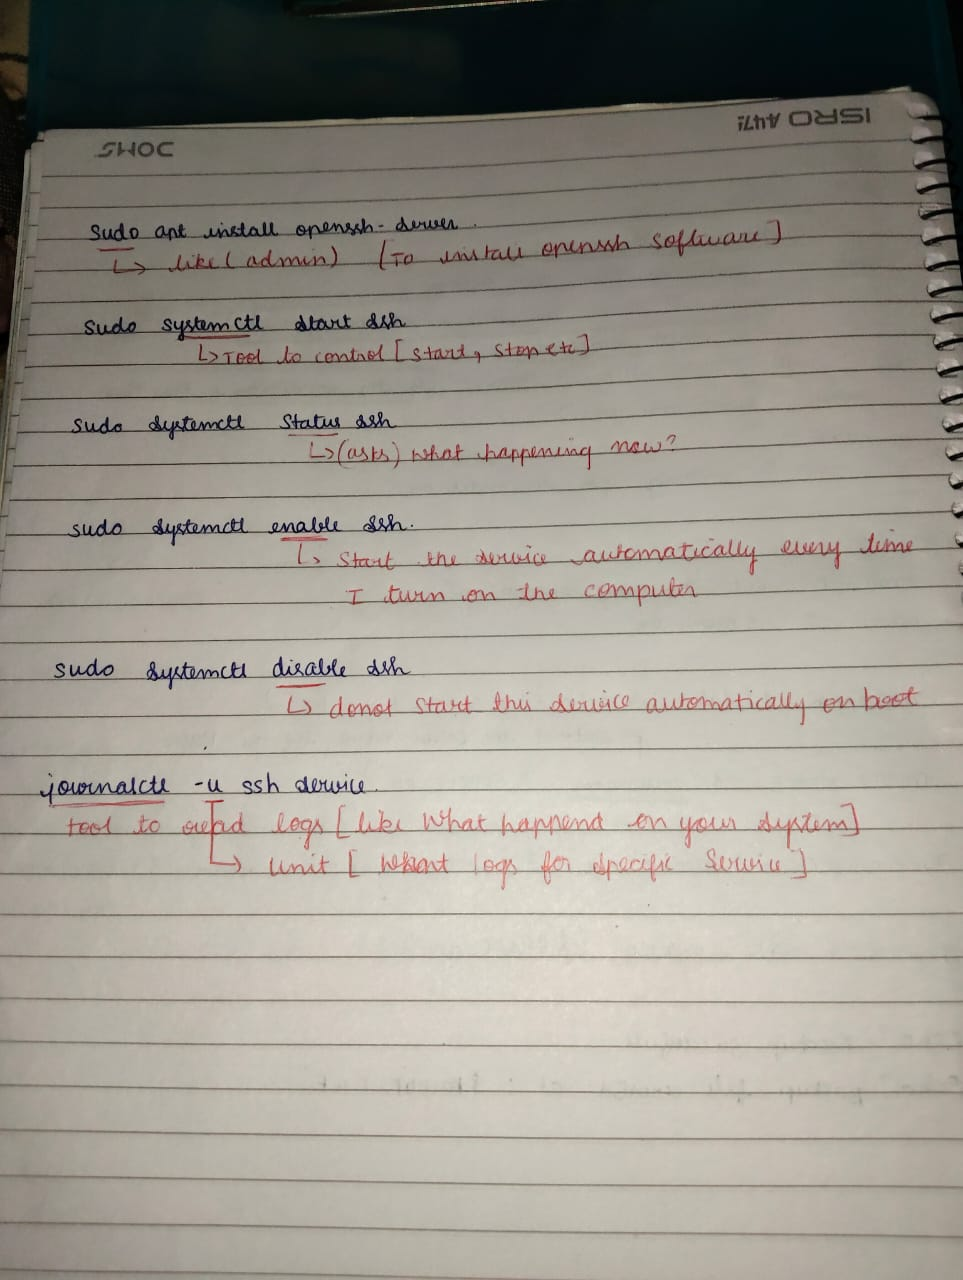 ISRO A47i
SHOC
sudo apt install openssh-server.
↳ like (admin) [To install openssh software]
sudo systemctl start ssh
↳ Tool to control [start, stop etc]
sudo systemctl status ssh
↳ (asks) what happening now?
sudo systemctl enable ssh.
↳ start the service automatically every time
I turn on the computer
sudo systemctl disable ssh
↳ donot start this service automatically on boot
journalctl -u ssh service.
tool to read logs [like what happend on your system]
↳ unit [ want logs for specific service]